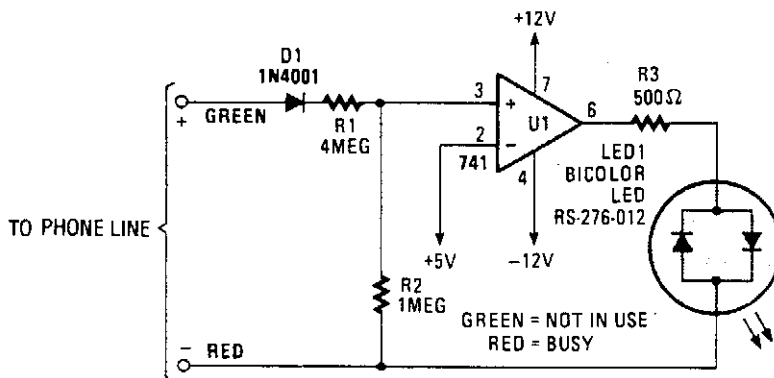 +12V
D1
1N4001
R3
500Ω
3
+
7
6
GREEN
+
R1
4MEG
2
−
U1
741
4
LED1
BICOLOR
LED
RS-276-012
TO PHONE LINE
+5V
−12V
R2
1MEG
GREEN = NOT IN USE
RED = BUSY
−
RED